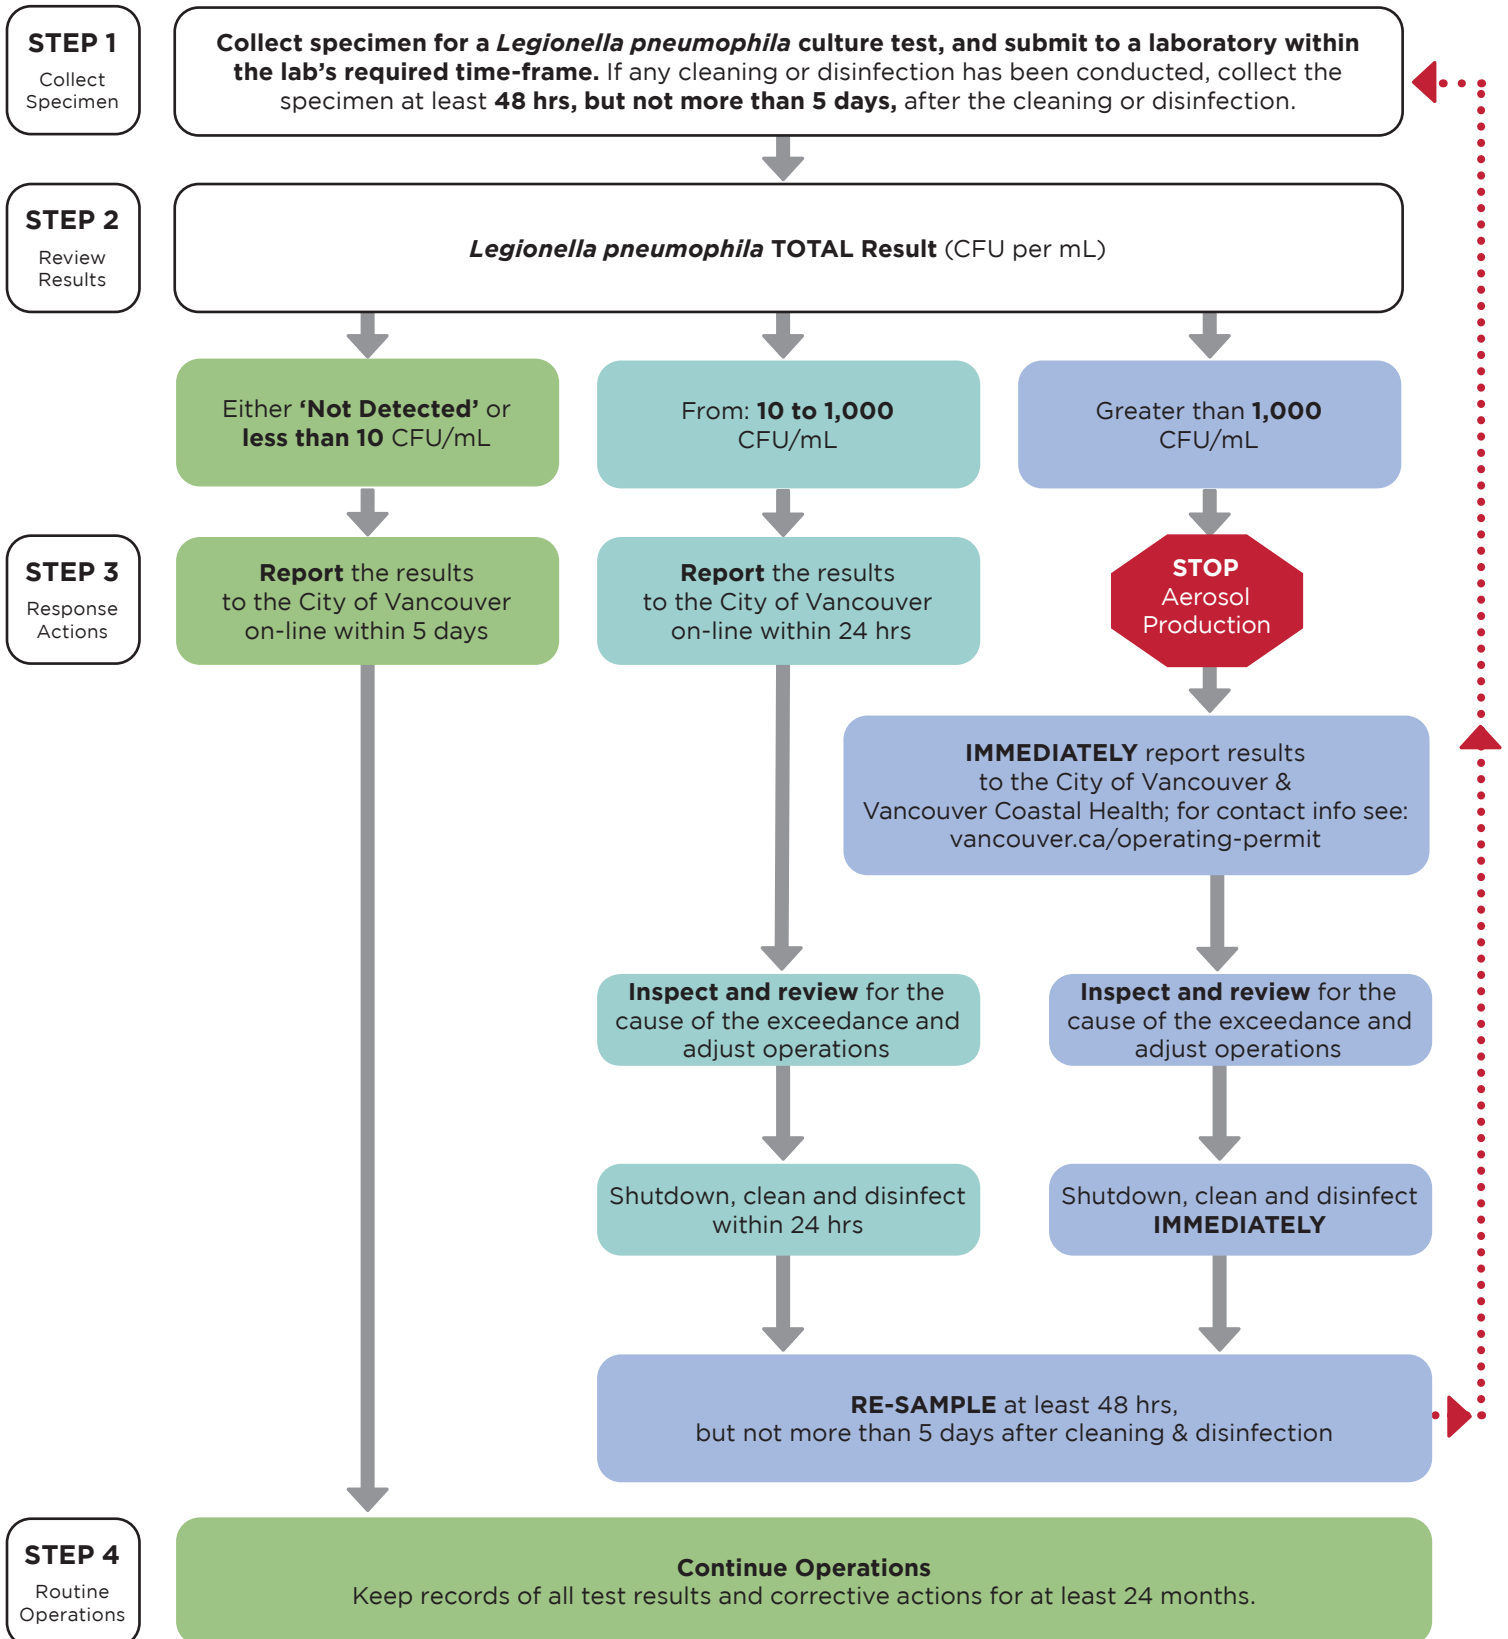 STEP 1
Collect
Specimen
Collect specimen for a Legionella pneumophila culture test, and submit to a laboratory within
the lab's required time-frame. If any cleaning or disinfection has been conducted, collect the
specimen at least 48 hrs, but not more than 5 days, after the cleaning or disinfection.
STEP 2
Review
Results
Legionella pneumophila TOTAL Result (CFU per mL)
Either ‘Not Detected’ or
less than 10 CFU/mL
From: 10 to 1,000
CFU/mL
Greater than 1,000
CFU/mL
STEP 3
Response
Actions
Report the results
to the City of Vancouver
on-line within 5 days
Report the results
to the City of Vancouver
on-line within 24 hrs
STOP
Aerosol
Production
IMMEDIATELY report results
to the City of Vancouver &
Vancouver Coastal Health; for contact info see:
vancouver.ca/operating-permit
Inspect and review for the
cause of the exceedance and
adjust operations
Inspect and review for the
cause of the exceedance and
adjust operations
Shutdown, clean and disinfect
within 24 hrs
Shutdown, clean and disinfect
IMMEDIATELY
RE-SAMPLE at least 48 hrs,
but not more than 5 days after cleaning & disinfection
STEP 4
Routine
Operations
Continue Operations
Keep records of all test results and corrective actions for at least 24 months.